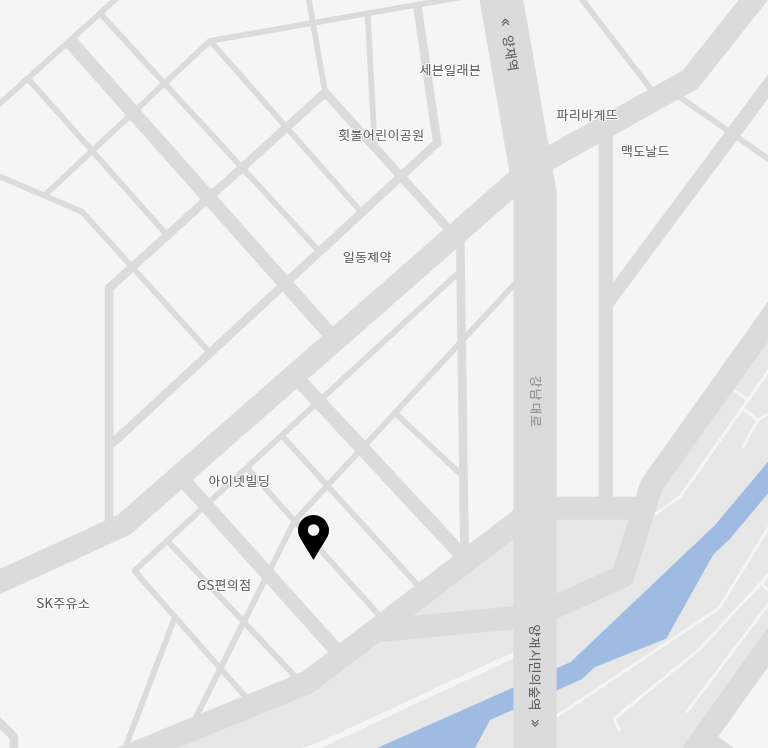 « 양재역
세븐일래븐
파리바게뜨
횟불어린이공원
맥도날드
일동제약
강남대로
아이넷빌딩
GS편의점
SK주유소
양재시민의숲역 »